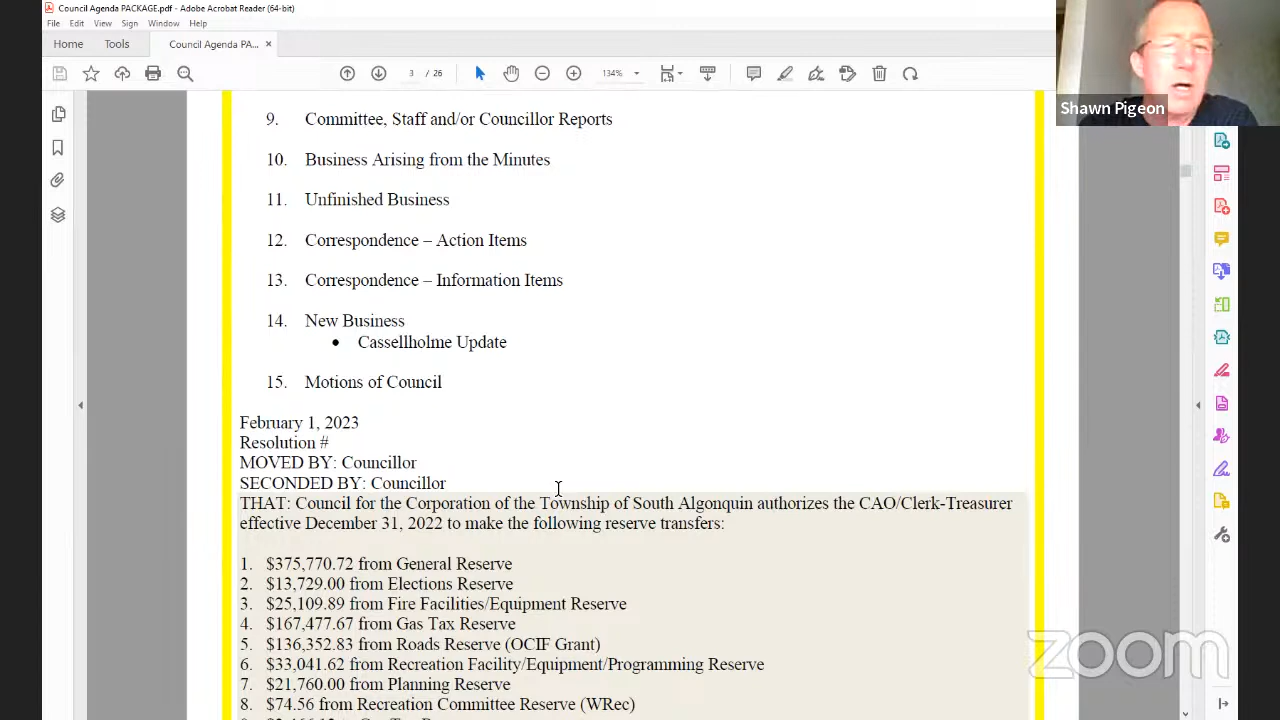 Council Agenda PACKAGE.pdf - Adobe Acrobat Reader (64-bit)
File Edit View Sign Window Help
Home Tools Council Agenda PA... ×
3 / 26 134%
Shawn Pigeon
9. Committee, Staff and/or Councillor Reports
10. Business Arising from the Minutes
11. Unfinished Business
12. Correspondence – Action Items
13. Correspondence – Information Items
14. New Business
• Cassellholme Update
15. Motions of Council
February 1, 2023
Resolution #
MOVED BY: Councillor
SECONDED BY: Councillor
THAT: Council for the Corporation of the Township of South Algonquin authorizes the CAO/Clerk-Treasurer
effective December 31, 2022 to make the following reserve transfers:
1. $375,770.72 from General Reserve
2. $13,729.00 from Elections Reserve
3. $25,109.89 from Fire Facilities/Equipment Reserve
4. $167,477.67 from Gas Tax Reserve
5. $136,352.83 from Roads Reserve (OCIF Grant)
6. $33,041.62 from Recreation Facility/Equipment/Programming Reserve
7. $21,760.00 from Planning Reserve
8. $74.56 from Recreation Committee Reserve (WRec)
zoom